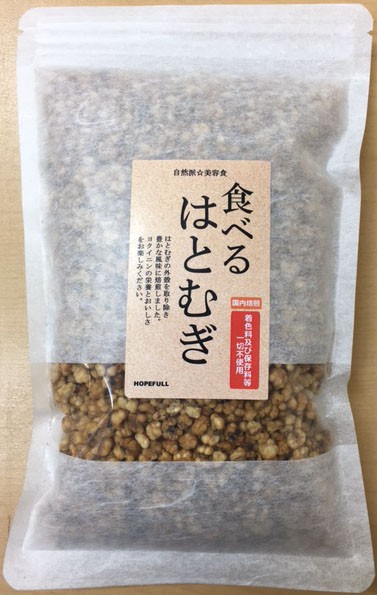 自然派☆美容食
食べる
はとむぎ
はとむぎの外殻を取り除き
豊かな風味に焙煎しました。
ヨクイニンの栄養とおいしさ
をお楽しみください。
国内焙煎
着色料及び保存料等
一切不使用
HOPEFULL